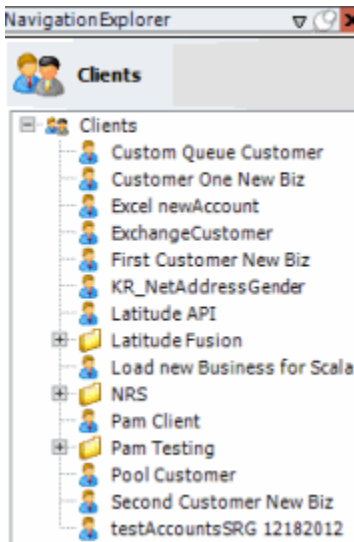 NavigationExplorer
Clients
Clients
Custom Queue Customer
Customer One New Biz
Excel newAccount
ExchangeCustomer
First Customer New Biz
KR_NetAddressGender
Latitude API
Latitude Fusion
Load new Business for Scala
NRS
Pam Client
Pam Testing
Pool Customer
Second Customer New Biz
testAccountsSRG 12182012